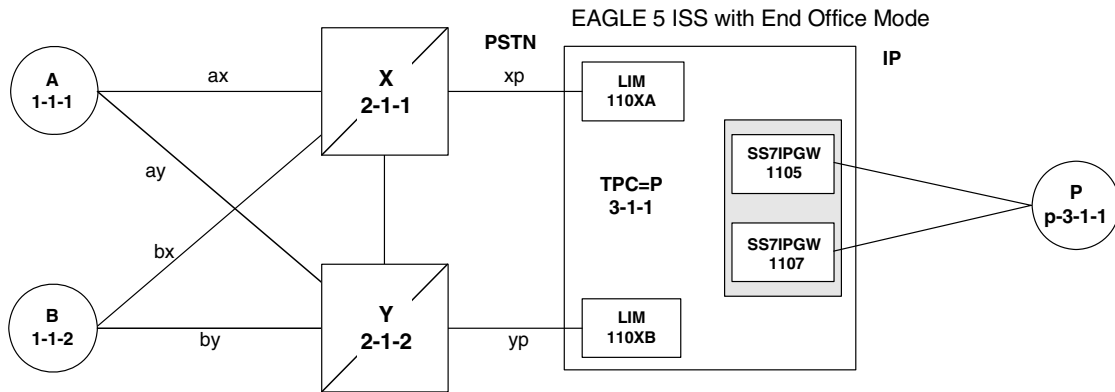 EAGLE 5 ISS with End Office Mode
PSTN
IP
A
1-1-1
ax
X
2-1-1
xp
LIM
110XA
ay
SS7IPGW
1105
TPC=P
3-1-1
P
p-3-1-1
bx
SS7IPGW
1107
B
1-1-2
by
Y
2-1-2
yp
LIM
110XB